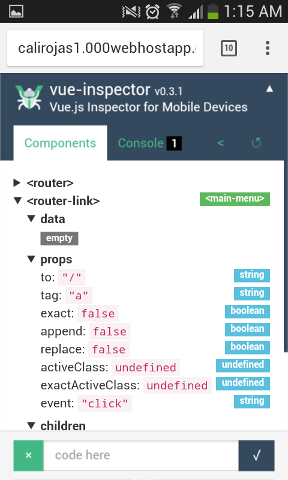 1:15 AM
calirojas1.000webhostapp.
10
vue-inspector v0.3.1
Vue.js Inspector for Mobile Devices
Components Console 1 <
▶ <router>
▼ <router-link> <main-menu>
▼ data
empty
▼ props
to: "/" string
tag: "a" string
exact: false boolean
append: false boolean
replace: false boolean
activeClass: undefined undefined
exactActiveClass: undefined undefined
event: "click" string
▼ children
× code here √